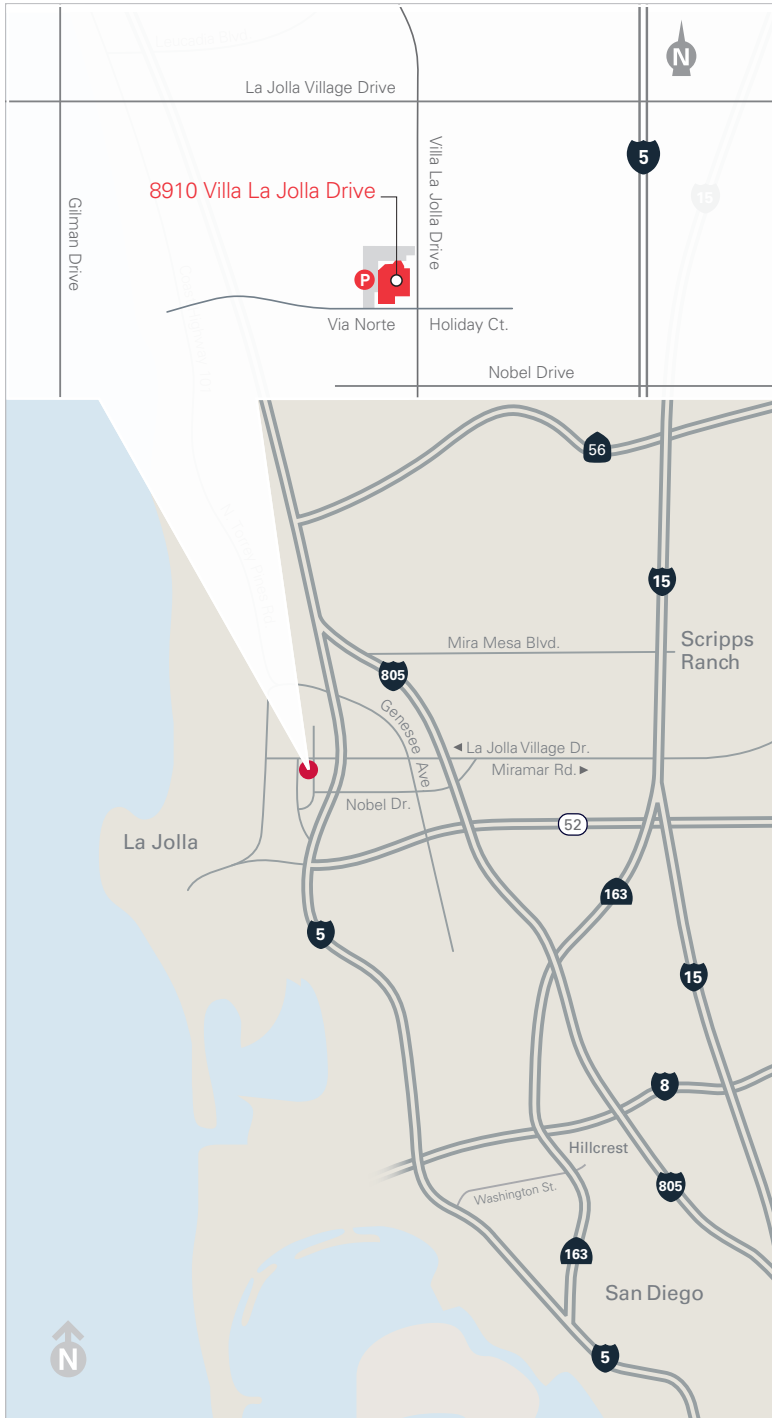 N
La Jolla Village Drive
Villa La Jolla Drive
5
8910 Villa La Jolla Drive
15
Gilman Drive
P
Via Norte
Holiday Ct.
Nobel Drive
56
15
Mira Mesa Blvd.
Scripps
Ranch
805
Genesee Ave
La Jolla Village Dr.
Miramar Rd.
Nobel Dr.
52
La Jolla
163
5
15
8
Hillcrest
805
Washington St.
163
San Diego
N
5